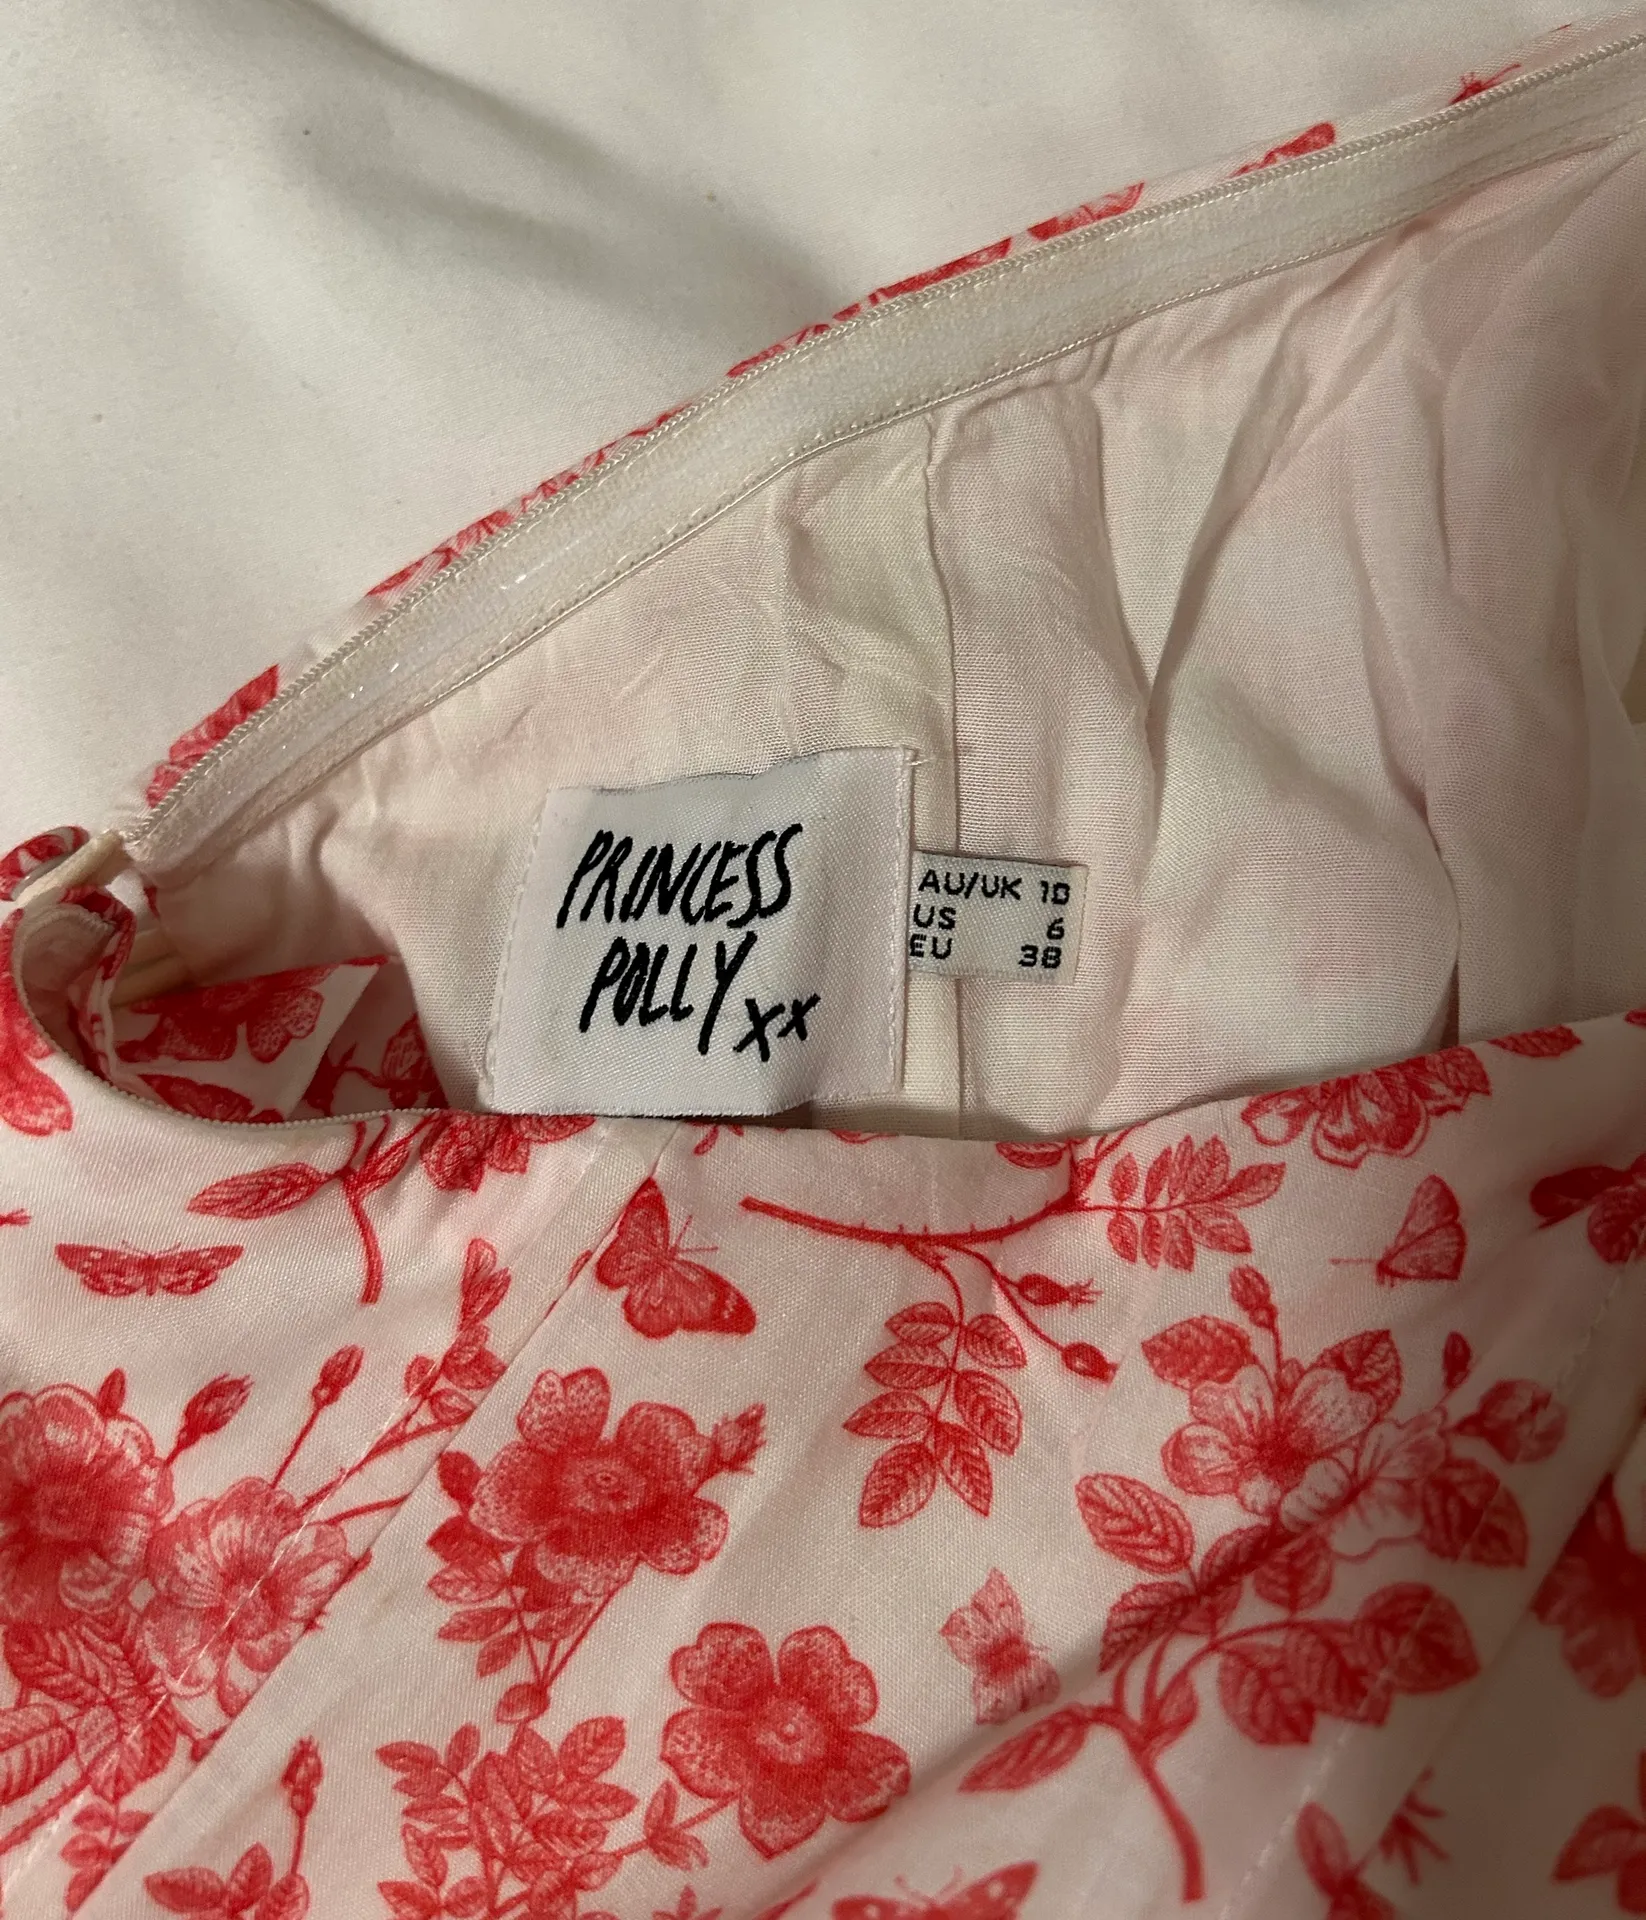 PRINCESS
POLLY xx
AU/UK 10
US 6
EU 38